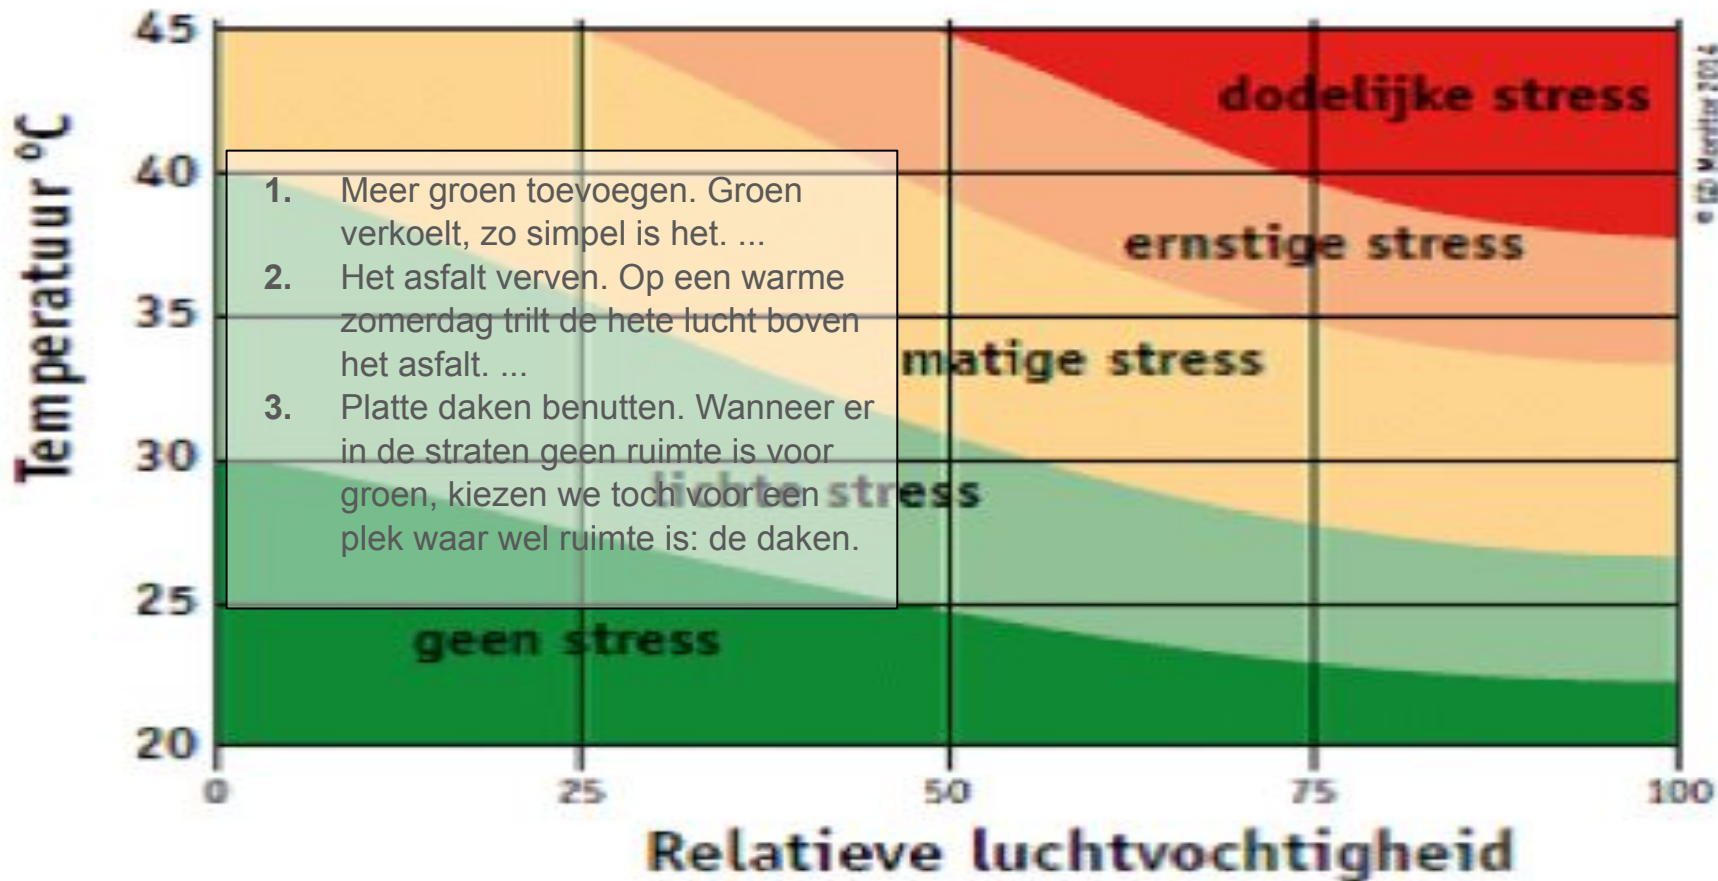 45
40
35
30
25
20
Temperatuur °C
dodelijke stress
ernstige stress
matige stress
lichte stress
geen stress
1. Meer groen toevoegen. Groen
verkoelt, zo simpel is het. ...
2. Het asfalt verven. Op een warme
zomerdag trilt de hete lucht boven
het asfalt. ...
3. Platte daken benutten. Wanneer er
in de straten geen ruimte is voor
groen, kiezen we toch voor een
plek waar wel ruimte is: de daken.
0 25 50 75 100
Relatieve luchtvochtigheid
Monitor 2014